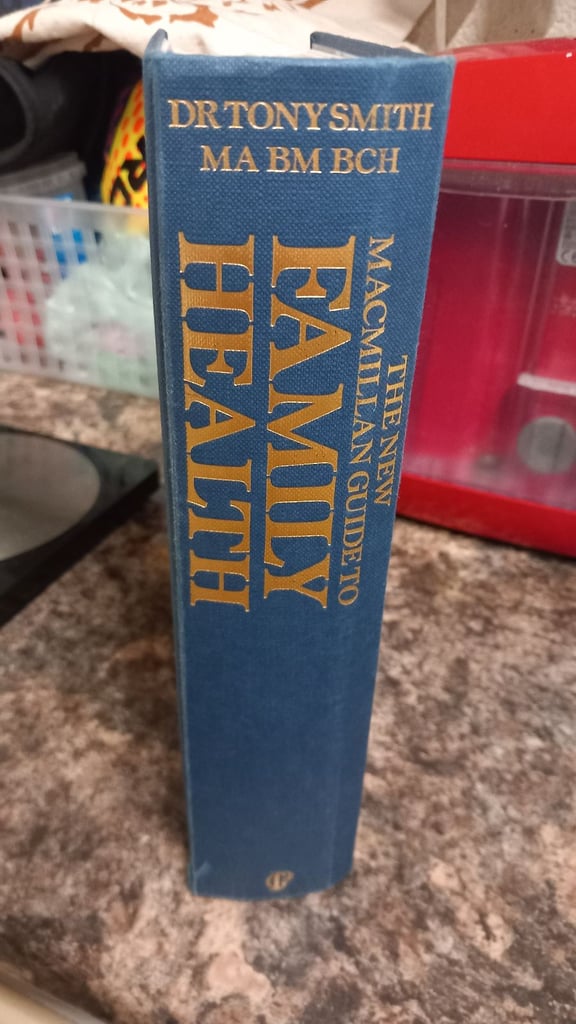 DR TONY SMITH
MA BM BCH
THE NEW
MACMILLAN GUIDE TO
FAMILY
HEALTH